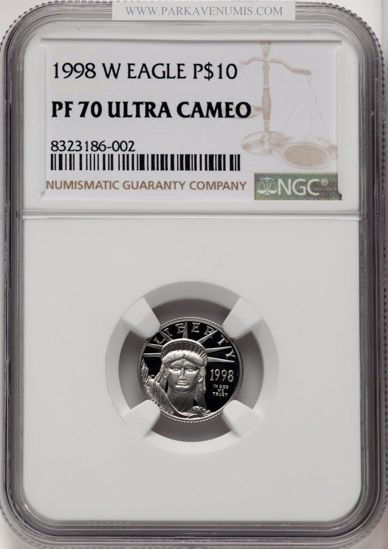 WWW.PARKAVENUMIS.COM
1998 W EAGLE P$10
PF 70 ULTRA CAMEO
8323186-002
NUMISMATIC GUARANTY COMPANY
NGC®
LIBERTY
1998
IN GOD
WE
TRUST